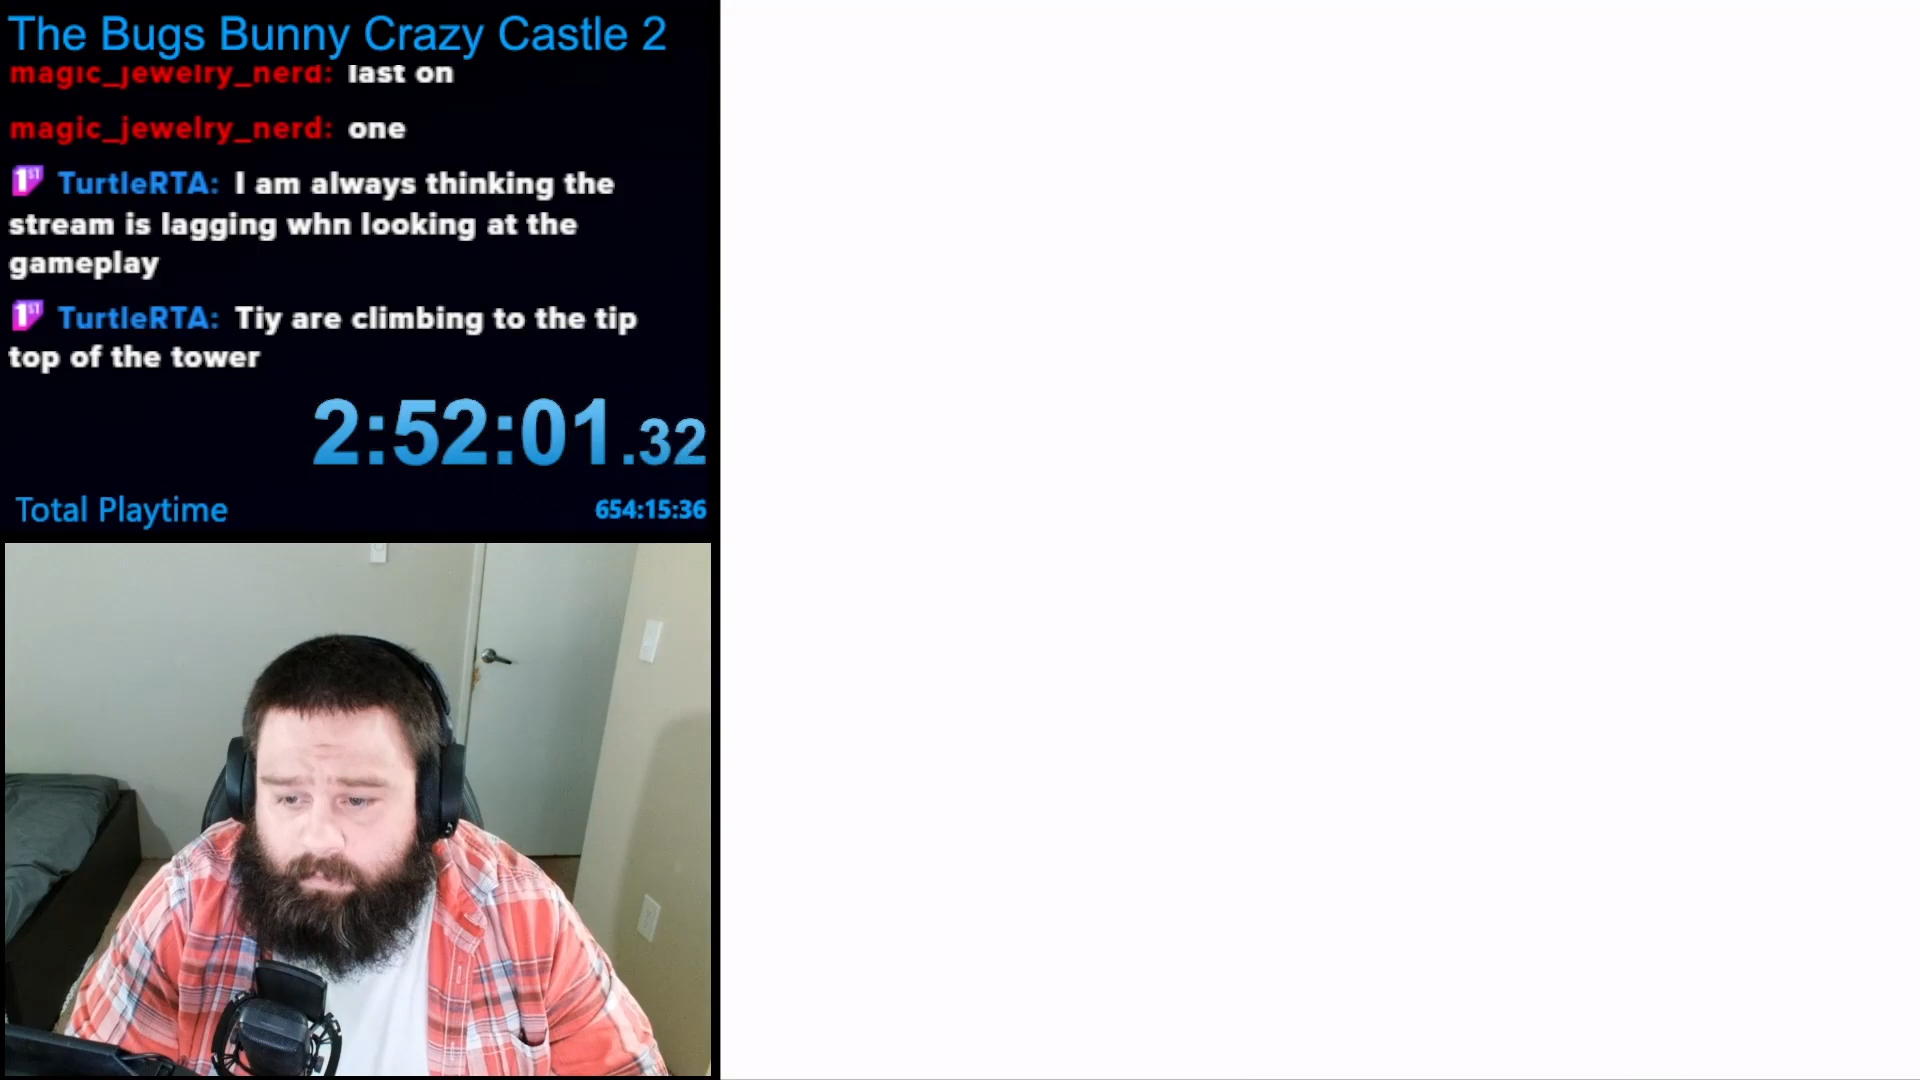 The Bugs Bunny Crazy Castle 2
magic_jewelry_nerd: last on
magic_jewelry_nerd: one
1ST TurtleRTA: I am always thinking the
stream is lagging whn looking at the
gameplay
1ST TurtleRTA: Tiy are climbing to the tip
top of the tower
2:52:01.32
Total Playtime 654:15:36